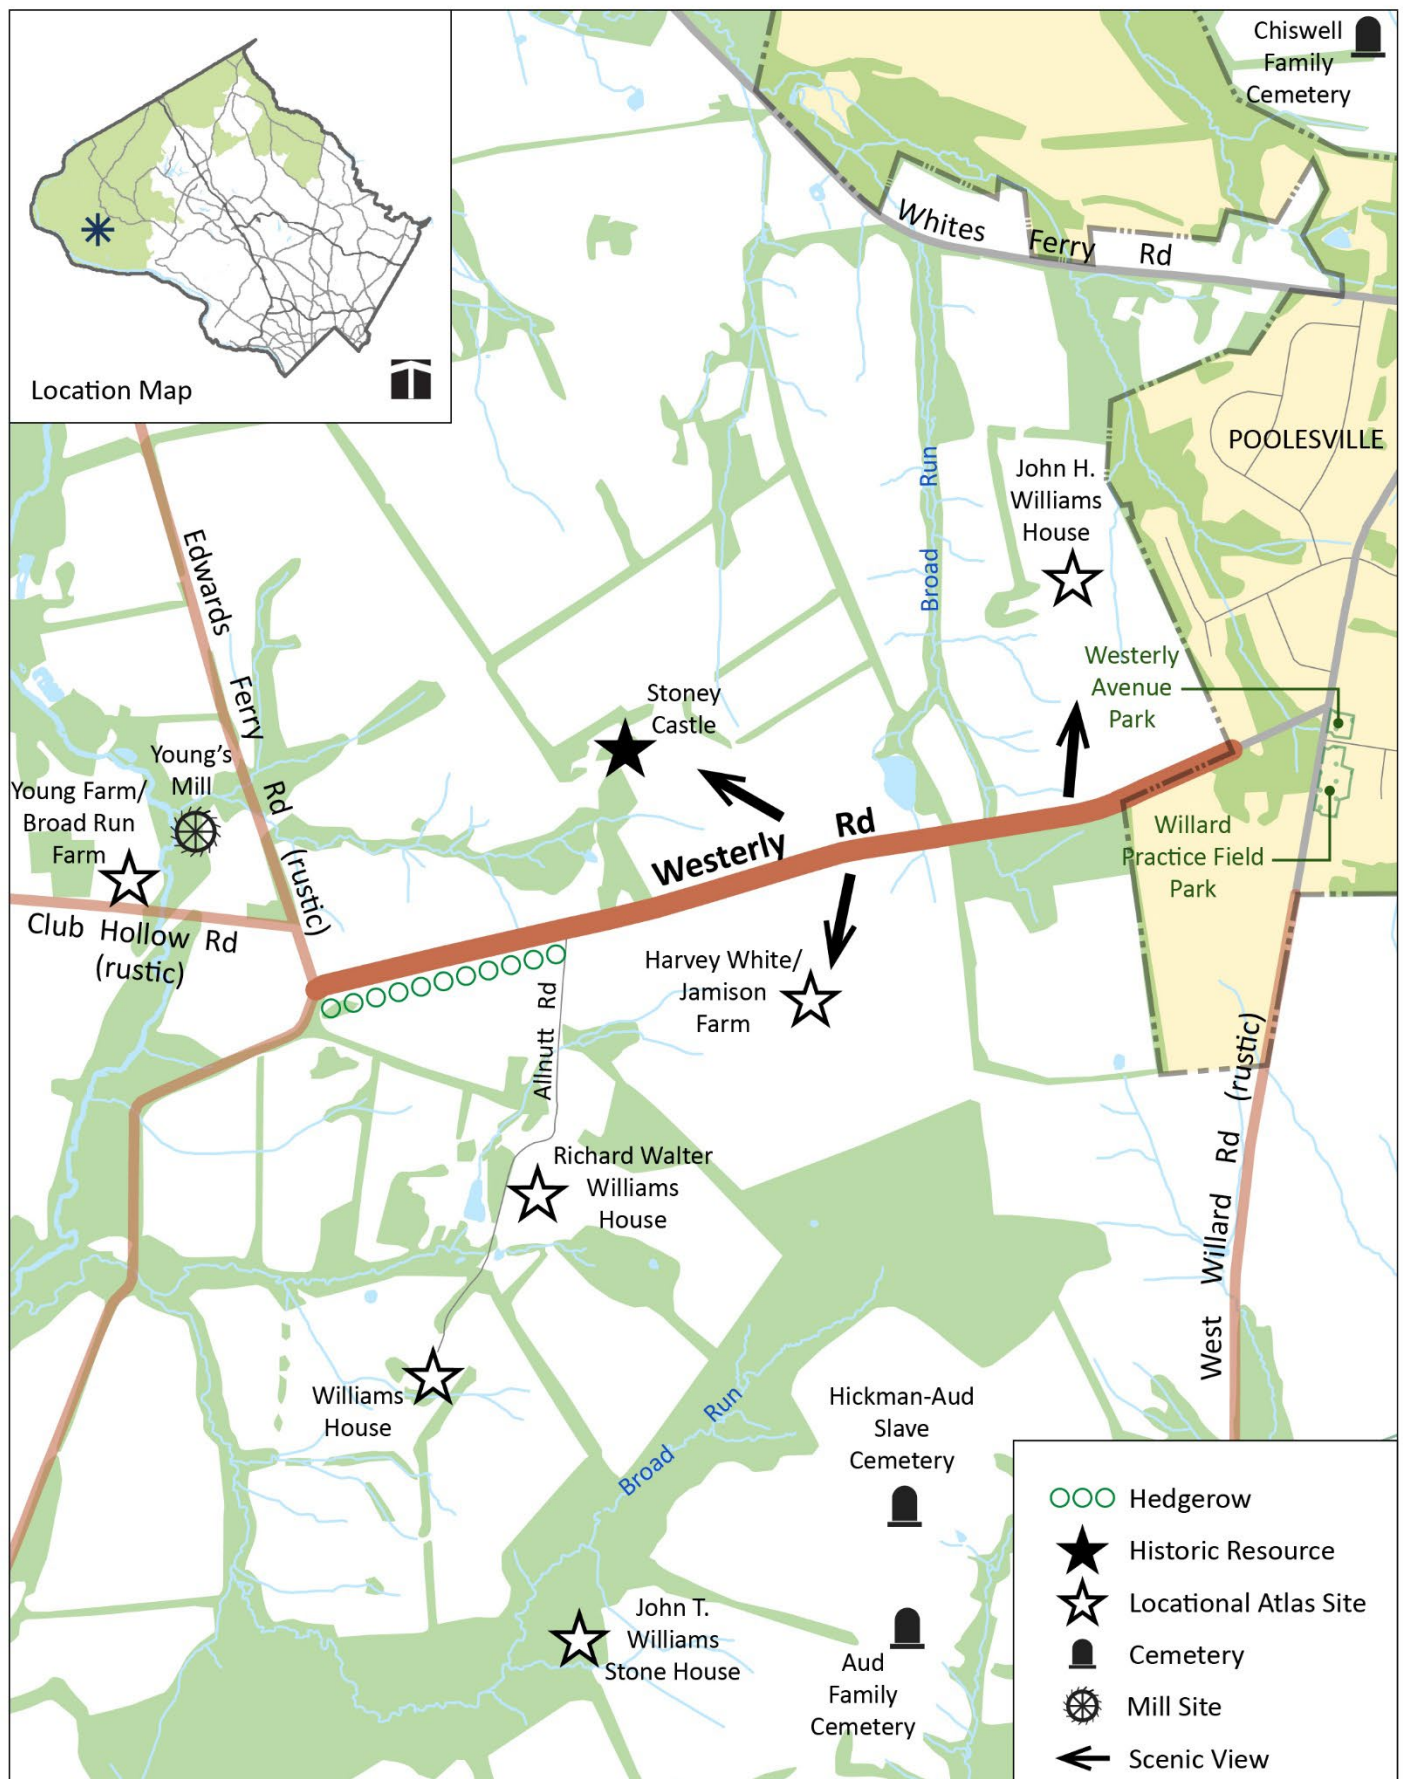 Location Map
Chiswell
Family
Cemetery
Whites Ferry Rd
POOLESVILLE
Broad Run
John H.
Williams
House
Edwards Ferry Rd (rustic)
Westerly
Avenue
Park
Stoney
Castle
Young's
Mill
Young Farm/
Broad Run
Farm
Westerly Rd
Willard
Practice Field
Park
Club Hollow Rd
(rustic)
Harvey White/
Jamison
Farm
Allnutt Rd
West Willard Rd (rustic)
Richard Walter
Williams
House
Williams
House
Broad Run
Hickman-Aud
Slave
Cemetery
John T.
Williams
Stone House
Aud
Family
Cemetery
Hedgerow
Historic Resource
Locational Atlas Site
Cemetery
Mill Site
Scenic View